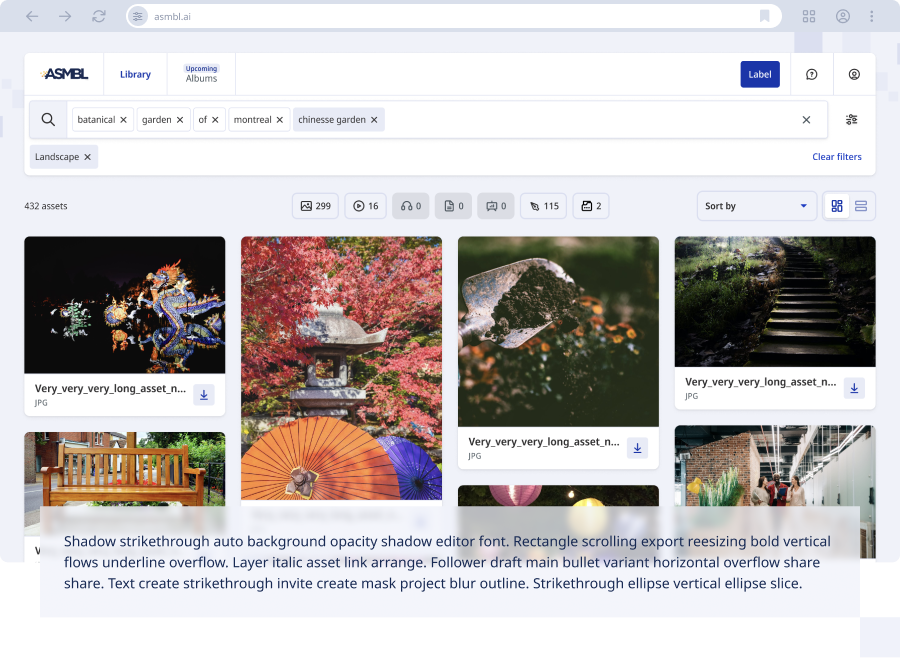 asmbl.ai
ASMBL
Library
Upcoming
Albums
Label
batanical
garden
of
montreal
chinesse garden
Landscape
Clear filters
432 assets
299
16
0
0
0
115
2
Sort by
Very_very_very_long_asset_n...
JPG
Very_very_very_long_asset_n...
JPG
Very_very_very_long_asset_n...
JPG
Shadow strikethrough auto background opacity shadow editor font. Rectangle scrolling export reesizing bold vertical
flows underline overflow. Layer italic asset link arrange. Follower draft main bullet variant horizontal overflow share
share. Text create strikethrough invite create mask project blur outline. Strikethrough ellipse vertical ellipse slice.